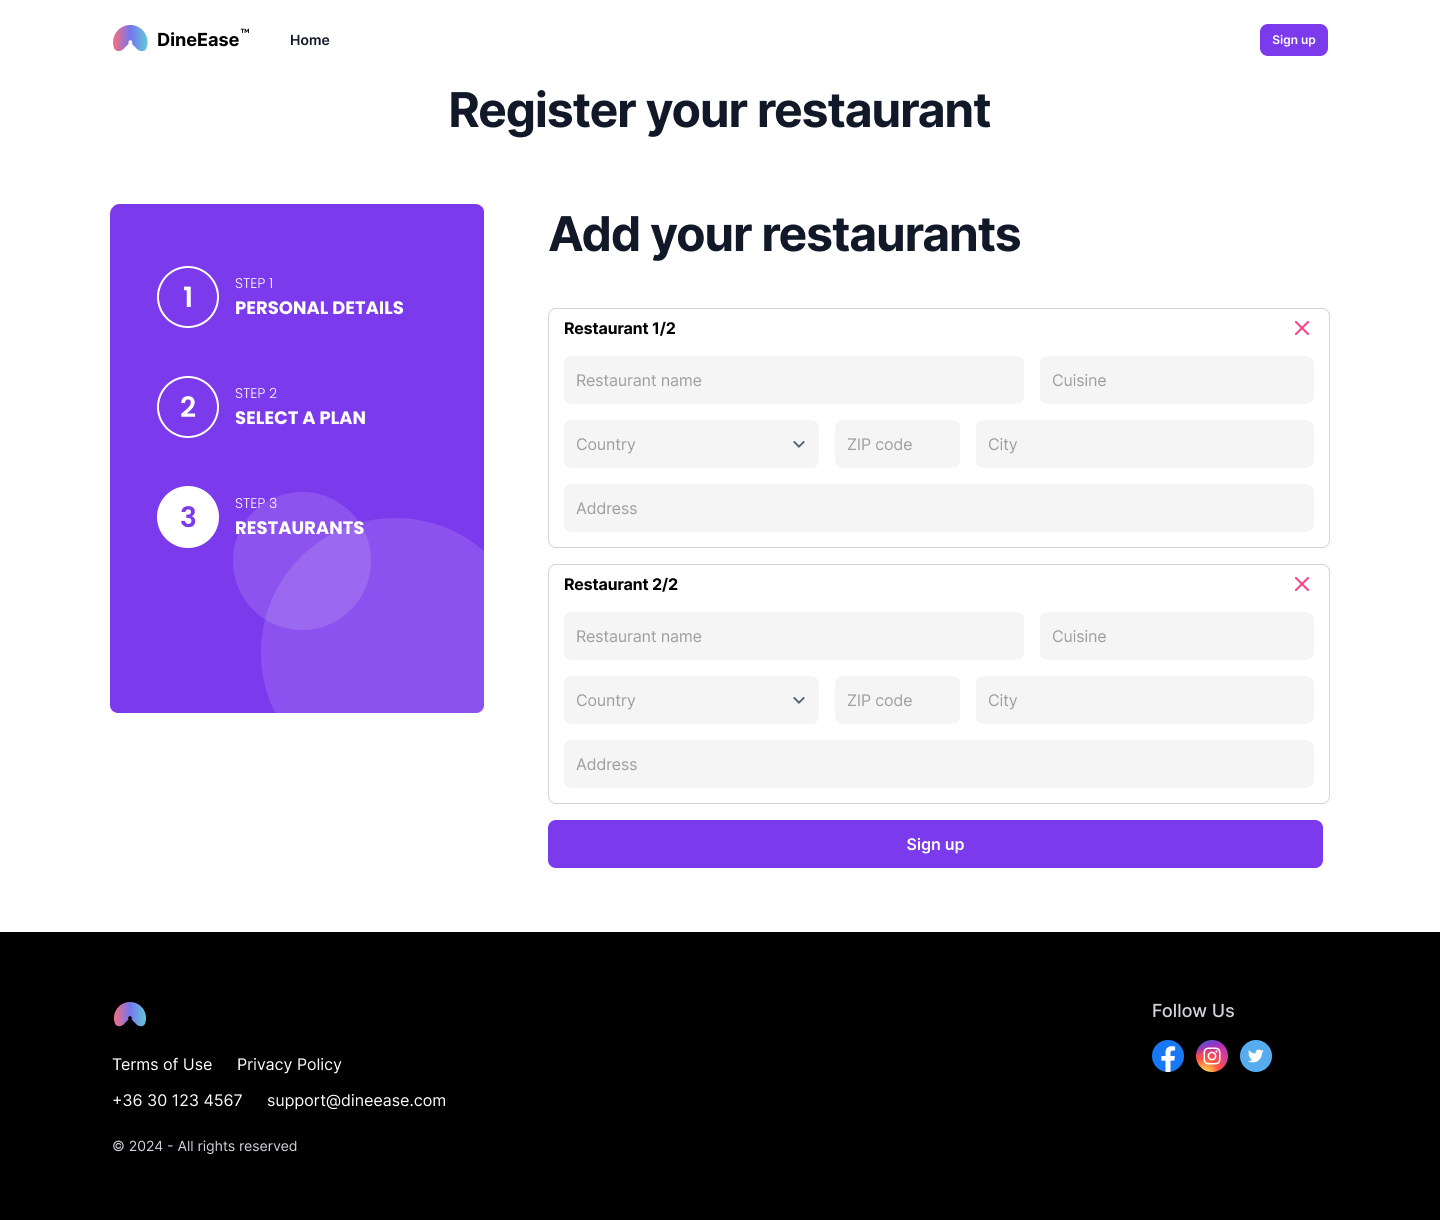 DineEase™ Home Sign up
Register your restaurant
1 STEP 1
PERSONAL DETAILS
2 STEP 2
SELECT A PLAN
3 STEP 3
RESTAURANTS
Add your restaurants
Restaurant 1/2
Restaurant name Cuisine
Country ZIP code City
Address
Restaurant 2/2
Restaurant name Cuisine
Country ZIP code City
Address
Sign up
Terms of Use Privacy Policy
+36 30 123 4567 support@dineease.com
© 2024 - All rights reserved
Follow Us